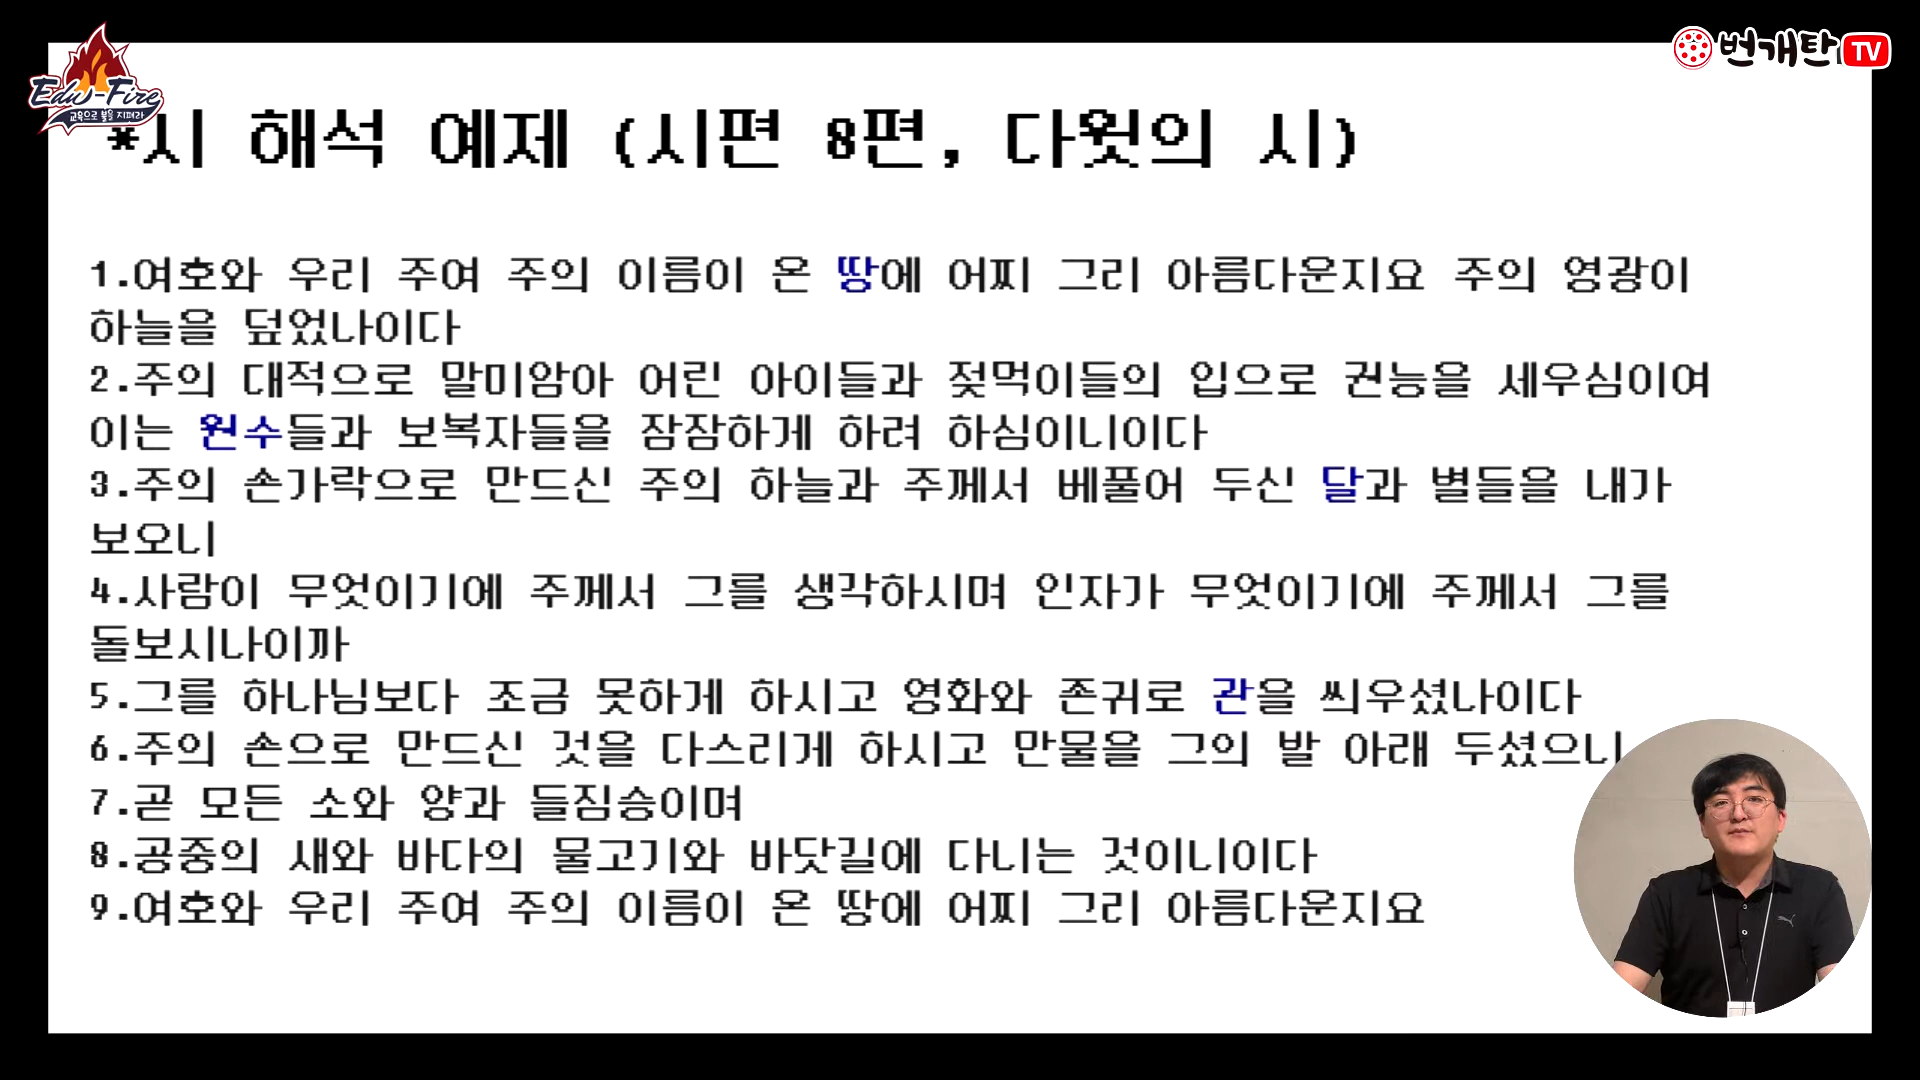 Edu-Fire
교육으로 불을 지펴라
번개탄 TV
*시 해석 예제 (시편 8편, 다윗의 시)
1.여호와 우리 주여 주의 이름이 온 땅에 어찌 그리 아름다운지요 주의 영광이
하늘을 덮었나이다
2.주의 대적으로 말미암아 어린 아이들과 젖먹이들의 입으로 권능을 세우심이여
이는 원수들과 보복자들을 잠잠하게 하려 하심이니이다
3.주의 손가락으로 만드신 주의 하늘과 주께서 베풀어 두신 달과 별들을 내가
보오니
4.사람이 무엇이기에 주께서 그를 생각하시며 인자가 무엇이기에 주께서 그를
돌보시나이까
5.그를 하나님보다 조금 못하게 하시고 영화와 존귀로 관을 씌우셨나이다
6.주의 손으로 만드신 것을 다스리게 하시고 만물을 그의 발 아래 두셨으니
7.곧 모든 소와 양과 들짐승이며
8.공중의 새와 바다의 물고기와 바닷길에 다니는 것이니이다
9.여호와 우리 주여 주의 이름이 온 땅에 어찌 그리 아름다운지요